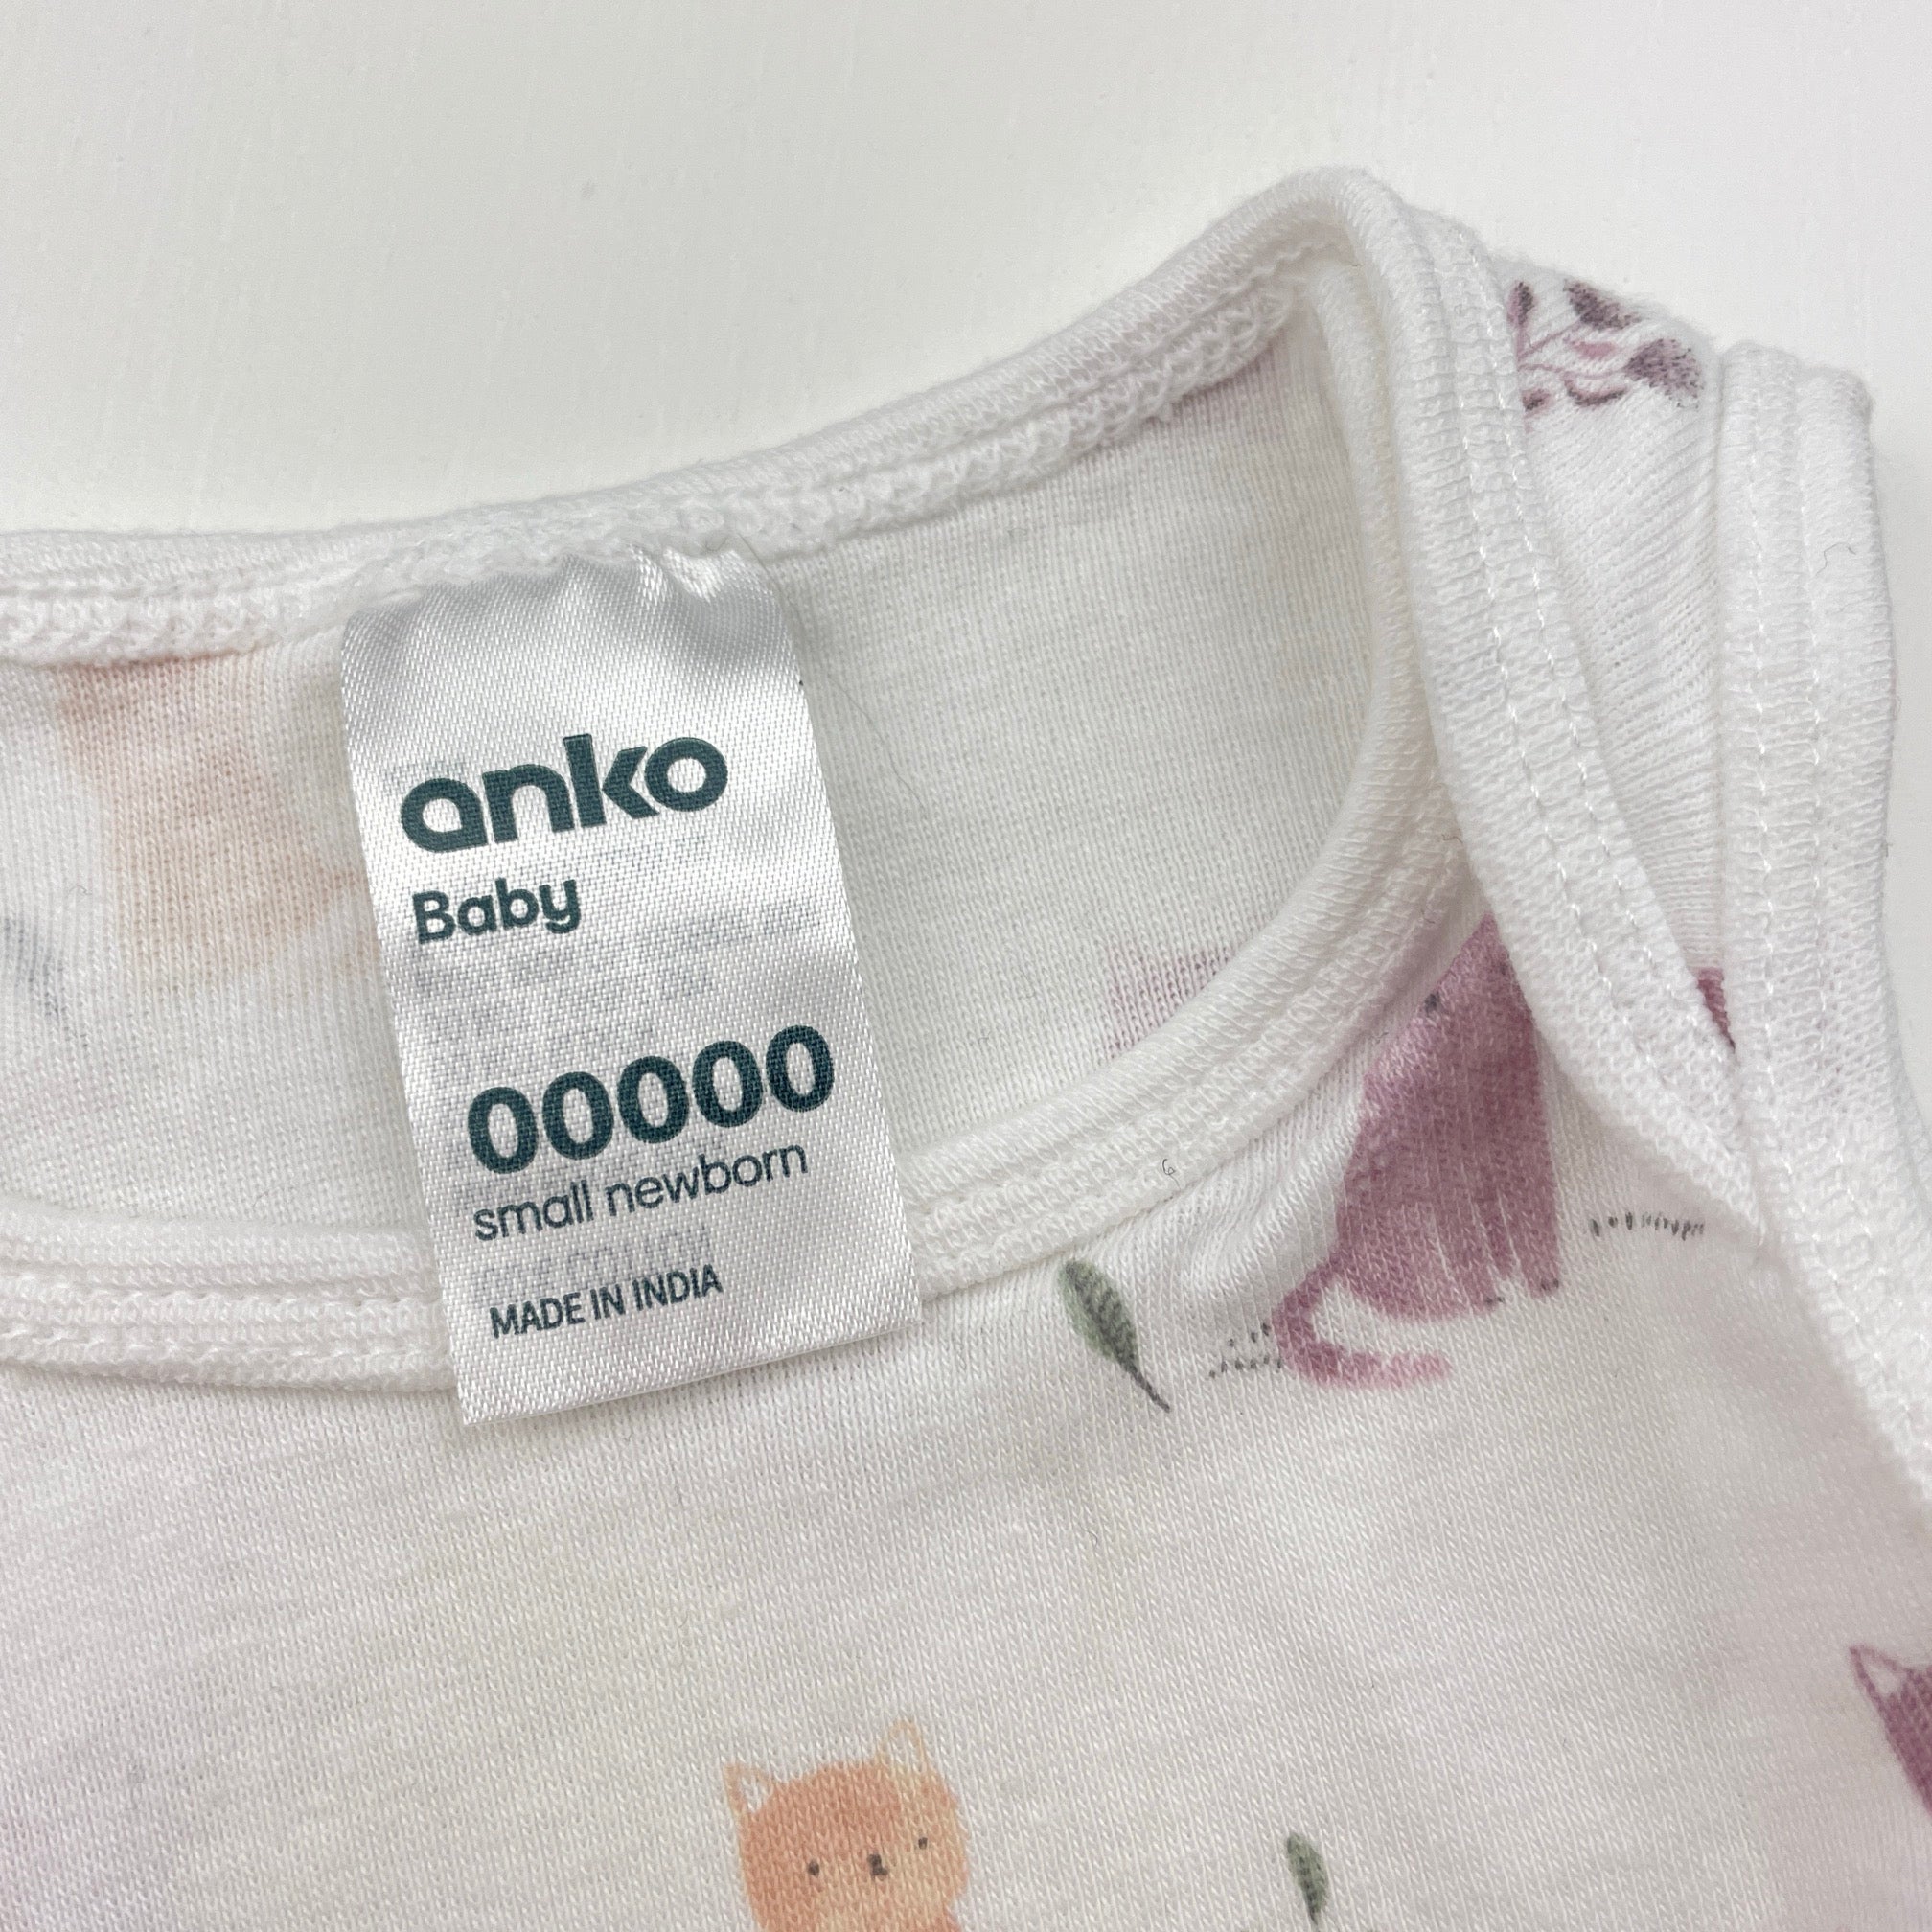 anko
Baby
00000
small newborn
MADE IN INDIA